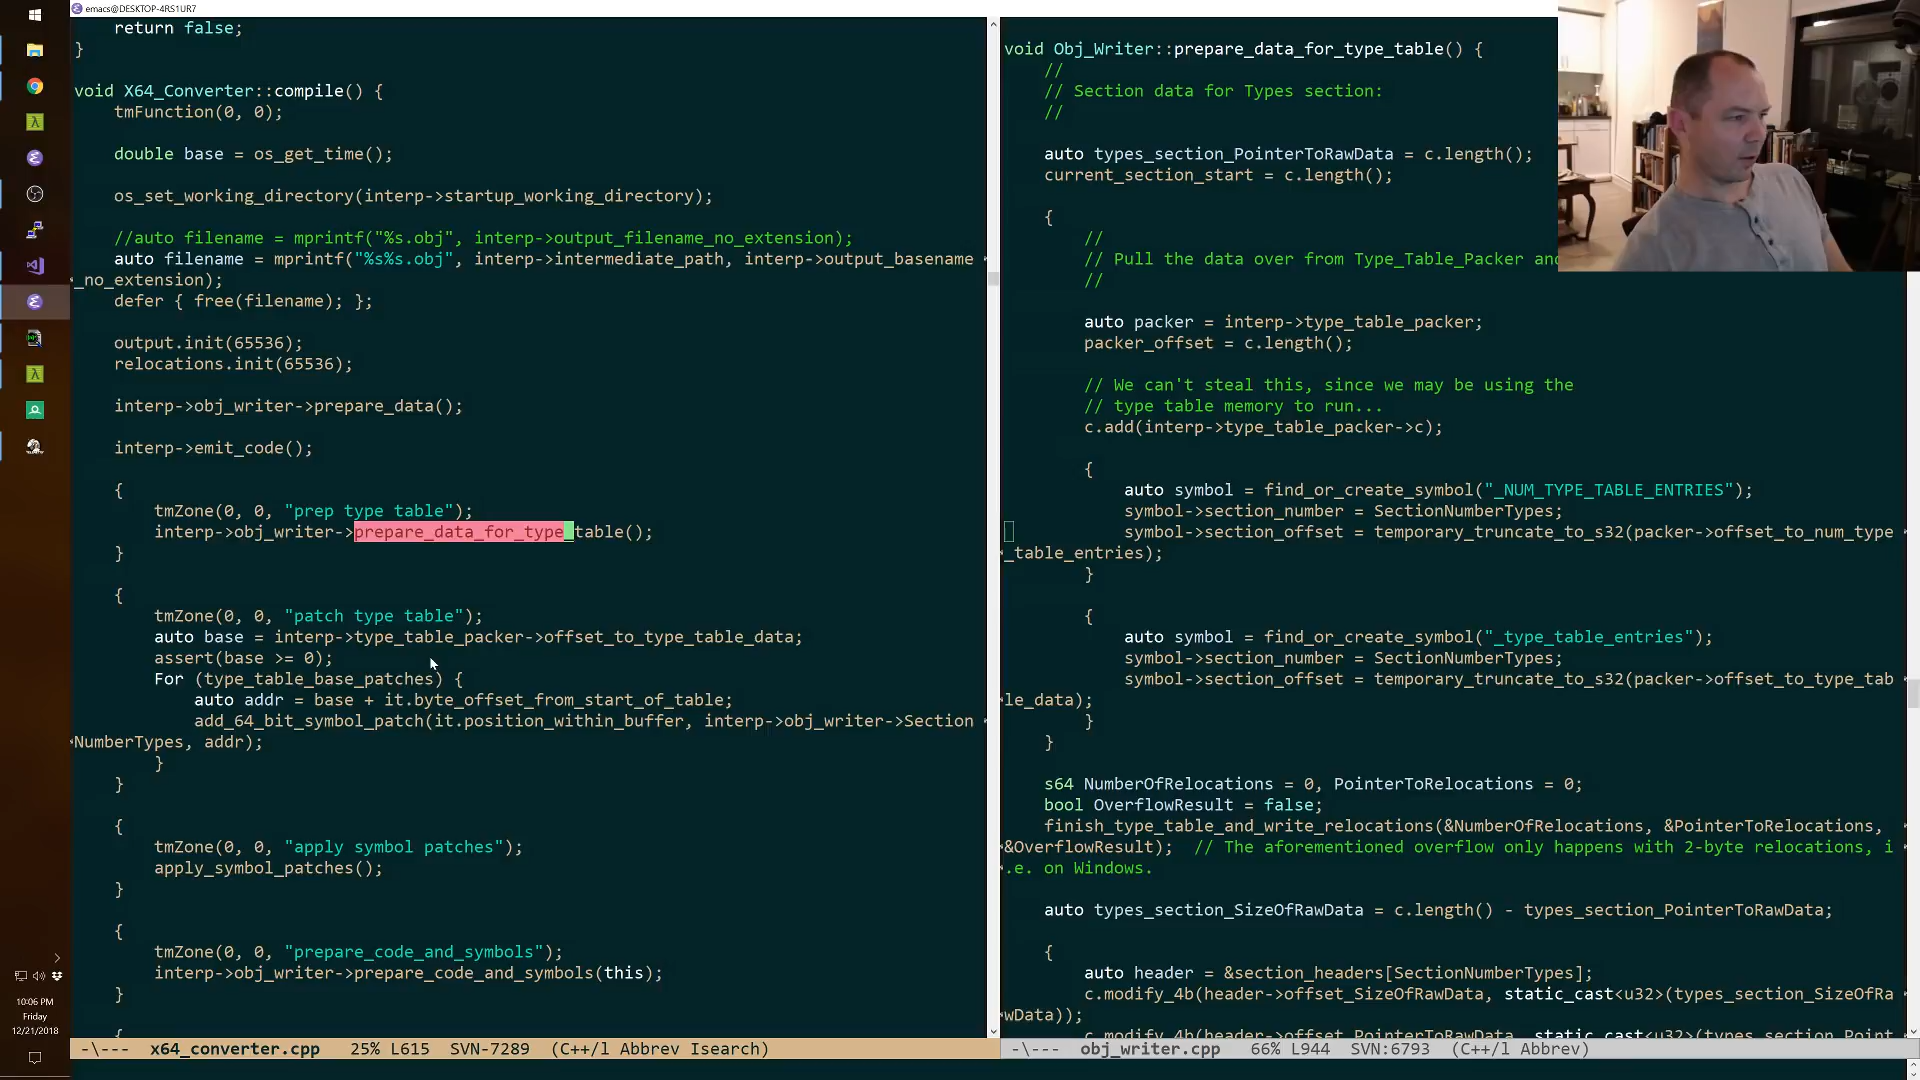 emacs@DESKTOP-4RS1UR7
return false;
}
void X64_Converter::compile() {
tmFunction(0, 0);
double base = os_get_time();
os_set_working_directory(interp->startup_working_directory);
//auto filename = mprintf("%s.obj", interp->output_filename_no_extension);
auto filename = mprintf("%s%s.obj", interp->intermediate_path, interp->output_basename
_no_extension);
defer { free(filename); };
output.init(65536);
relocations.init(65536);
interp->obj_writer->prepare_data();
interp->emit_code();
{
tmZone(0, 0, "prep type table");
interp->obj_writer->prepare_data_for_type_table();
}
{
tmZone(0, 0, "patch type table");
auto base = interp->type_table_packer->offset_to_type_table_data;
assert(base >= 0);
For (type_table_base_patches) {
auto addr = base + it.byte_offset_from_start_of_table;
add_64_bit_symbol_patch(it.position_within_buffer, interp->obj_writer->Section
NumberTypes, addr);
}
}
{
tmZone(0, 0, "apply symbol patches");
apply_symbol_patches();
}
{
tmZone(0, 0, "prepare_code_and_symbols");
interp->obj_writer->prepare_code_and_symbols(this);
}
{
-\--- x64_converter.cpp 25% L615 SVN-7289 (C++/l Abbrev Isearch)
void Obj_Writer::prepare_data_for_type_table() {
//
// Section data for Types section:
//
auto types_section_PointerToRawData = c.length();
current_section_start = c.length();
{
//
// Pull the data over from Type_Table_Packer an
//
auto packer = interp->type_table_packer;
packer_offset = c.length();
// We can't steal this, since we may be using the
// type table memory to run...
c.add(interp->type_table_packer->c);
{
auto symbol = find_or_create_symbol("_NUM_TYPE_TABLE_ENTRIES");
symbol->section_number = SectionNumberTypes;
symbol->section_offset = temporary_truncate_to_s32(packer->offset_to_num_type
_table_entries);
}
{
auto symbol = find_or_create_symbol("_type_table_entries");
symbol->section_number = SectionNumberTypes;
symbol->section_offset = temporary_truncate_to_s32(packer->offset_to_type_tab
le_data);
}
}
s64 NumberOfRelocations = 0, PointerToRelocations = 0;
bool OverflowResult = false;
finish_type_table_and_write_relocations(&NumberOfRelocations, &PointerToRelocations,
&OverflowResult);  // The aforementioned overflow only happens with 2-byte relocations, i
.e. on Windows.
auto types_section_SizeOfRawData = c.length() - types_section_PointerToRawData;
{
auto header = &section_headers[SectionNumberTypes];
c.modify_4b(header->offset_SizeOfRawData, static_cast<u32>(types_section_SizeOfRa
wData));
c.modify_4b(header->offset_PointerToRawData, static_cast<u32>(types_section_Point
-\--- obj_writer.cpp 66% L944 SVN:6793 (C++/l Abbrev)
10:06 PM
Friday
12/21/2018